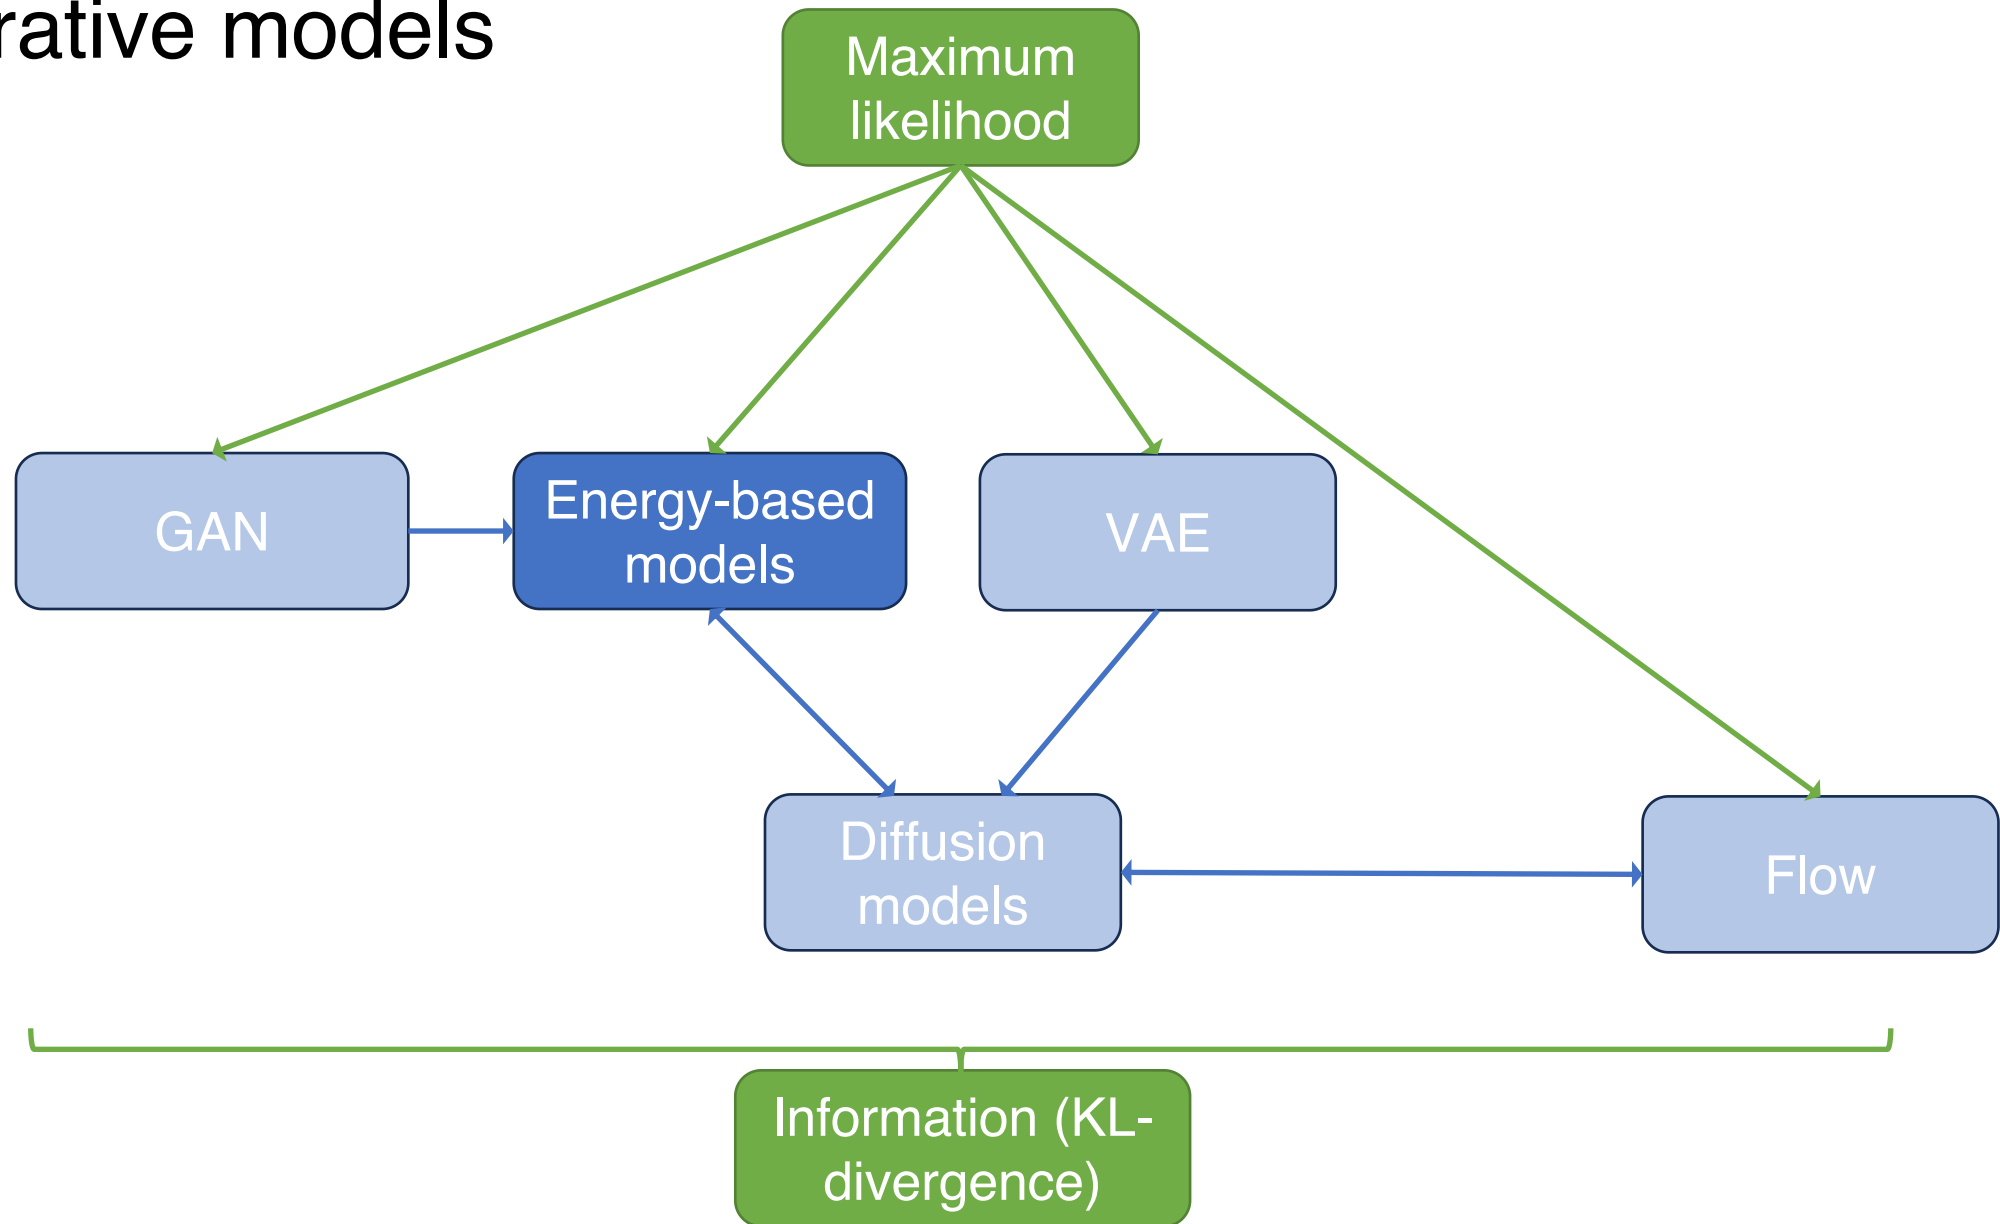 rative models
Maximum
likelihood
GAN
Energy-based
models
VAE
Diffusion
models
Flow
Information (KL-
divergence)